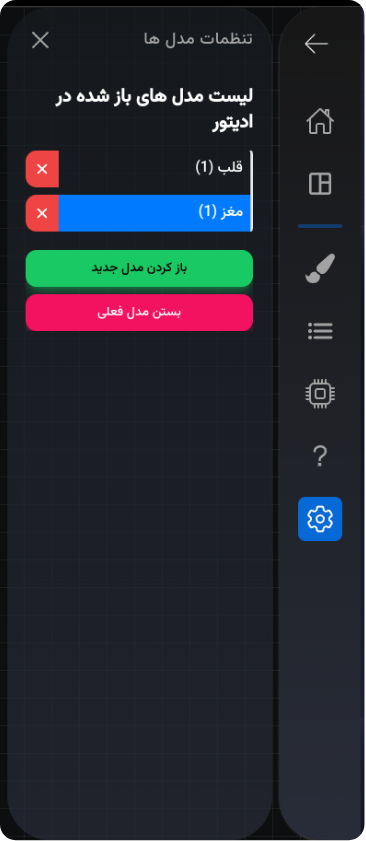 تنظمات مدل ها
لیست مدل های باز شده در
ادیتور
قلب (1)
مغز (1)
باز کردن مدل جدید
بستن مدل فعلی